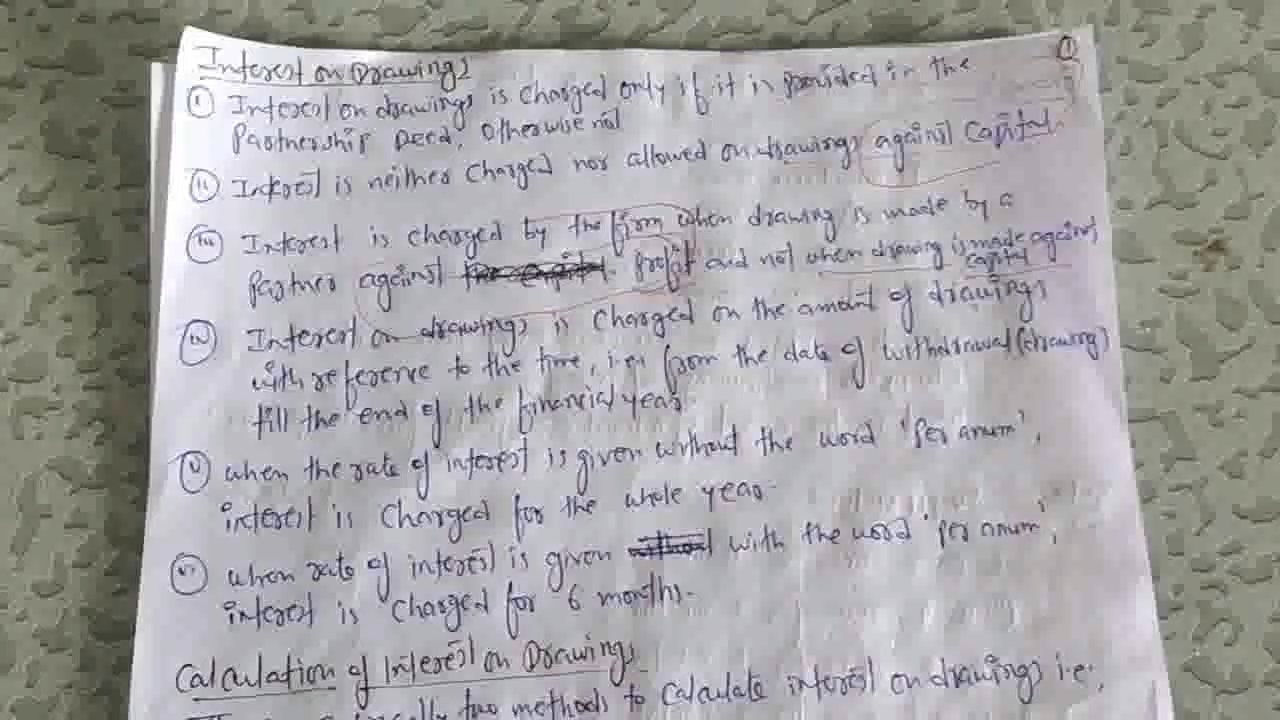 ①
Interest on Drawings
(i) Interest on drawings is charged only if it is provided in the
Partnership Deed, otherwise not
(ii) Interest is neither charged nor allowed on drawings against capital.
(iii) Interest is charged by the firm when drawing is made by a
Partner against Profit and not when drawing is made against
capital
(iv) Interest on drawings is charged on the amount of drawings
with reference to the time, i.e. from the date of withdrawal (drawing)
till the end of the financial year.
(v) when the rate of interest is given without the word 'Per anum',
interest is charged for the whole year.
(vi) when rate of interest is given with the word 'per anum',
interest is charged for 6 months.
Calculation of Interest on Drawings
two methods to calculate interest on drawings i.e.,